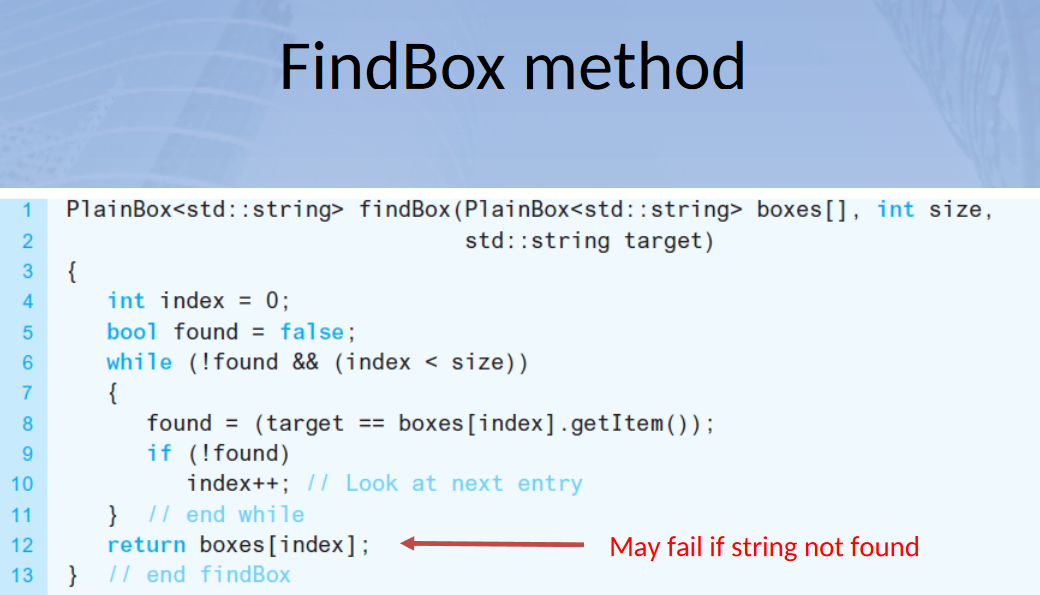 FindBox method
1 PlainBox<std::string> findBox(PlainBox<std::string> boxes[], int size,
2 std::string target)
3 {
4 int index = 0;
5 bool found = false;
6 while (!found && (index < size))
7 {
8 found = (target == boxes[index].getItem());
9 if (!found)
10 index++; // Look at next entry
11 } // end while
12 return boxes[index]; May fail if string not found
13 } // end findBox